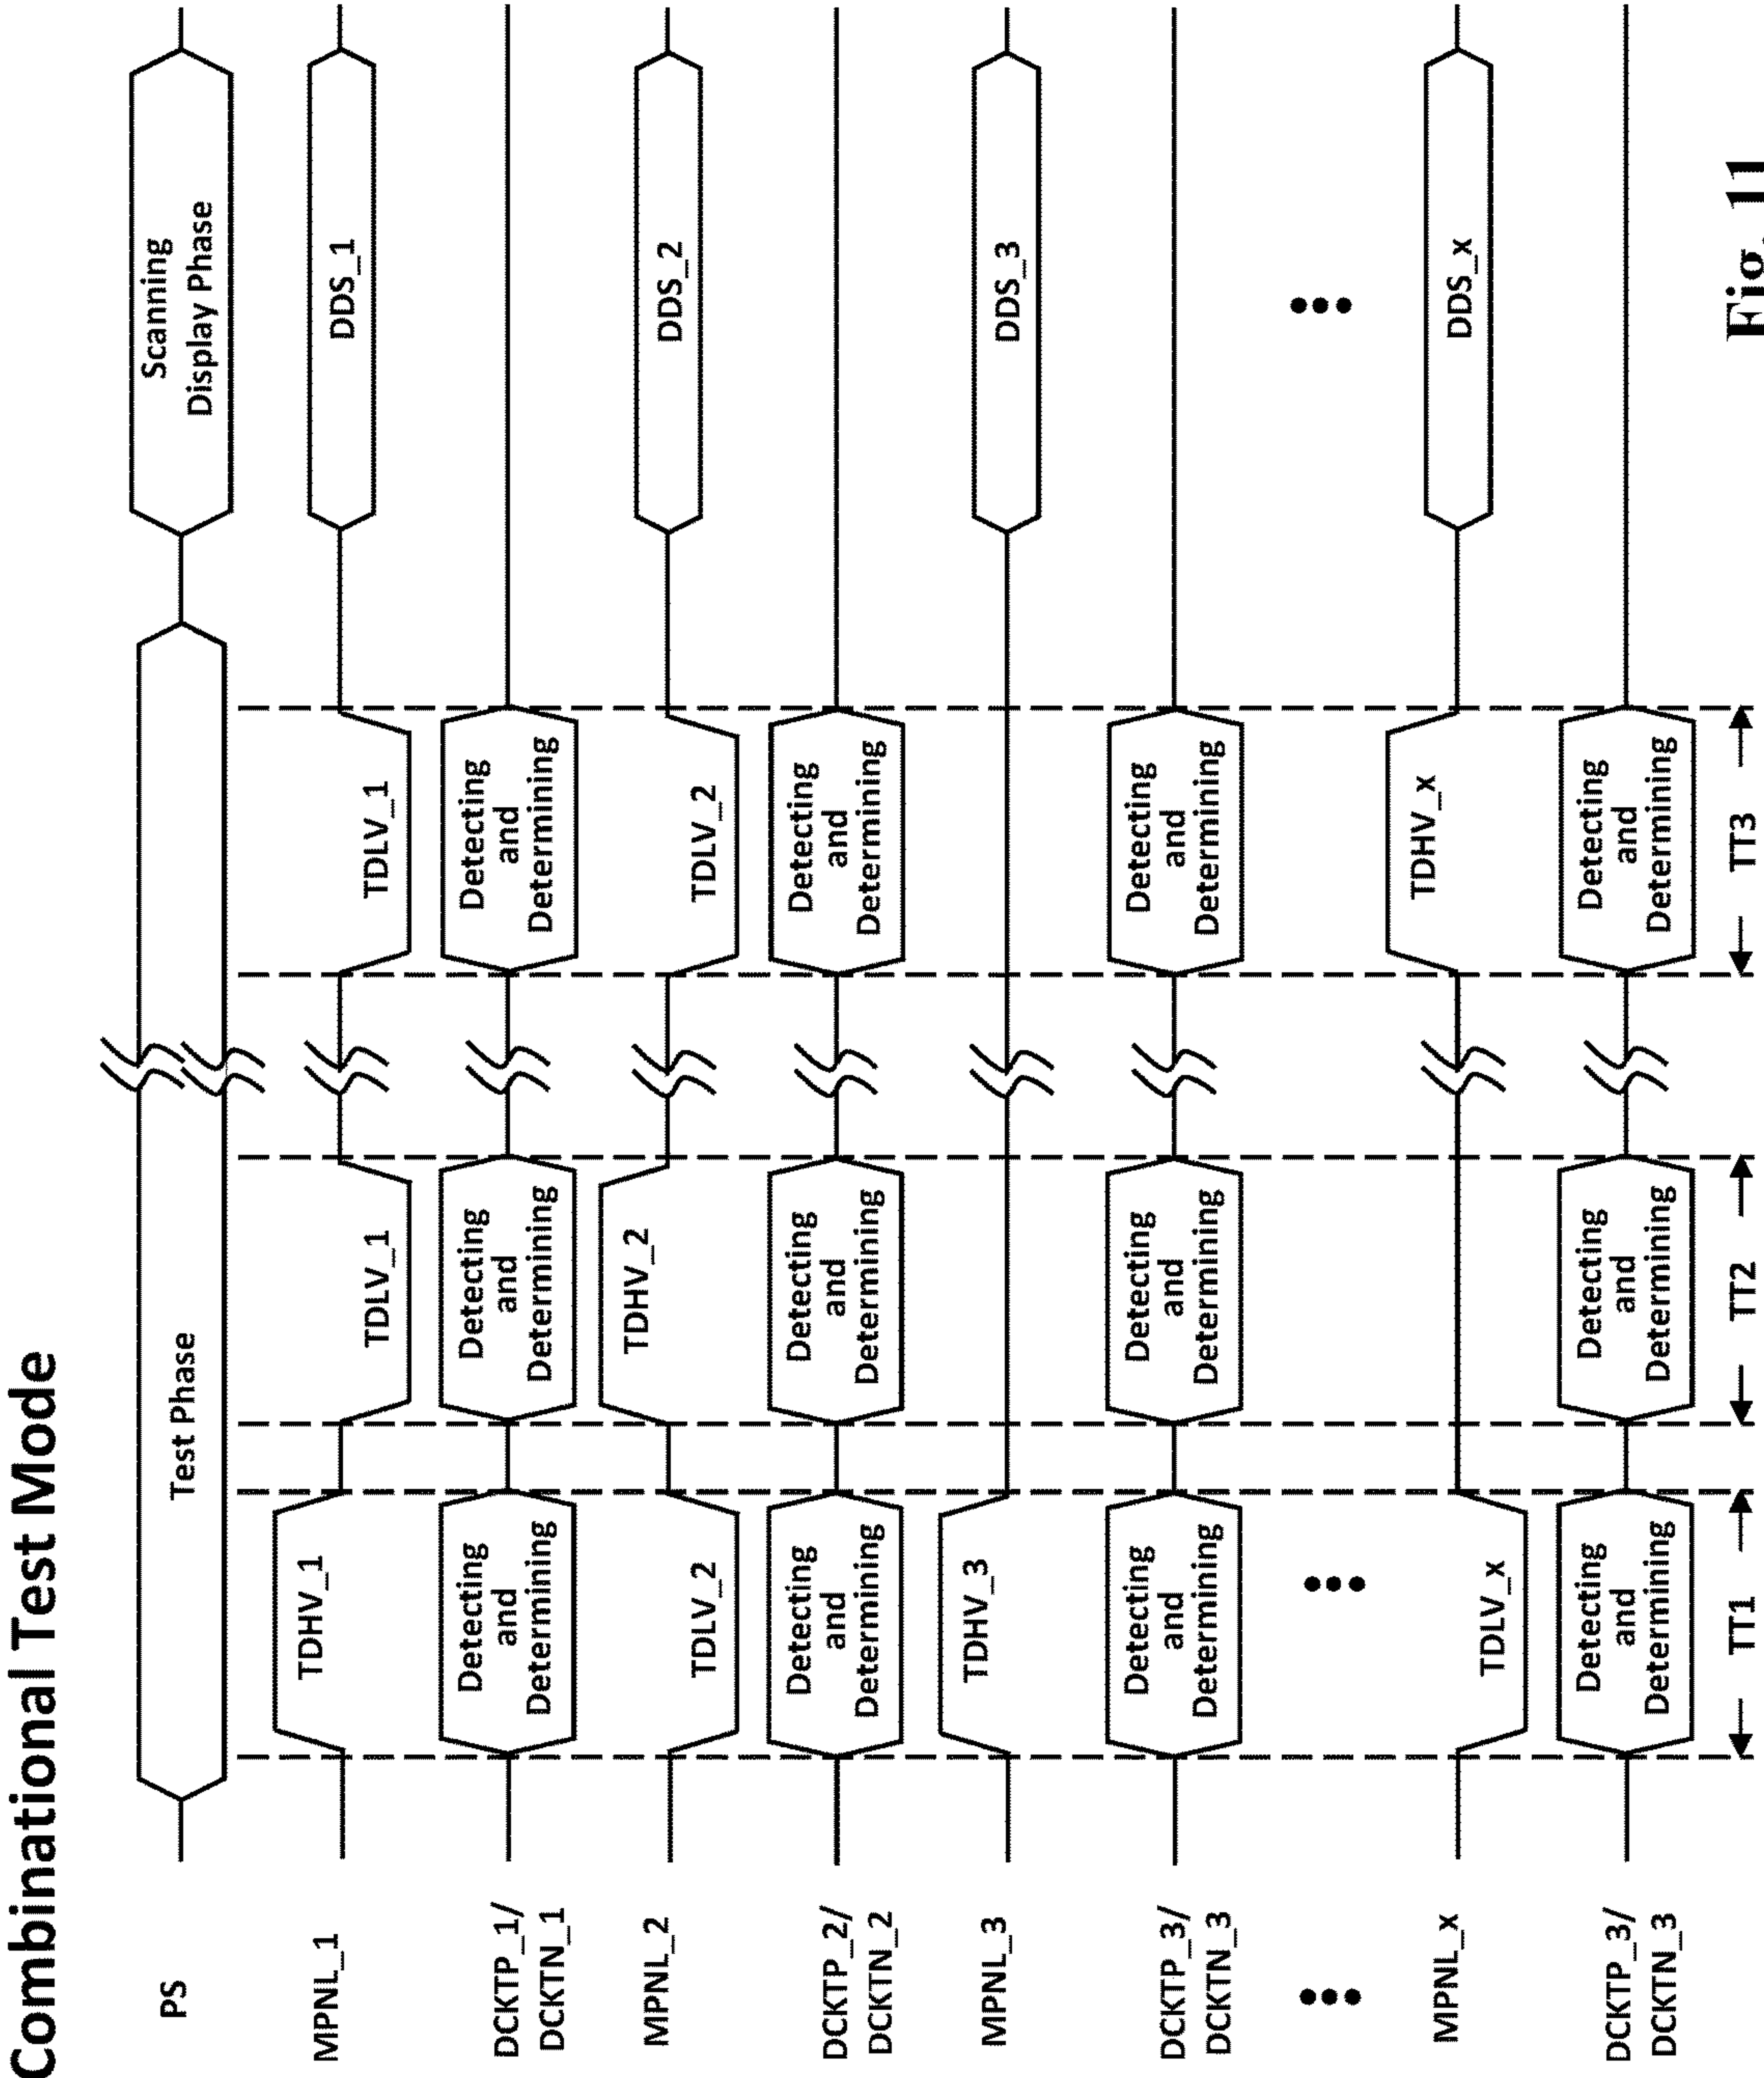 Combinational Test Mode
PS
Test Phase
Scanning
Display Phase
MPNL_1
TDHV_1
TDLV_1
TDLV_1
DDS_1
DCKTP_1/
DCKTN_1
Detecting
and
Determining
Detecting
and
Determining
Detecting
and
Determining
MPNL_2
TDLV_2
TDHV_2
TDLV_2
DDS_2
DCKTP_2/
DCKTN_2
Detecting
and
Determining
Detecting
and
Determining
Detecting
and
Determining
MPNL_3
TDHV_3
DDS_3
DCKTP_3/
DCKTN_3
Detecting
and
Determining
Detecting
and
Determining
Detecting
and
Determining
MPNL_x
TDLV_x
TDHV_x
DDS_x
DCKTP_3/
DCKTN_3
Detecting
and
Determining
Detecting
and
Determining
Detecting
and
Determining
TT1
TT2
TT3
Fig. 11